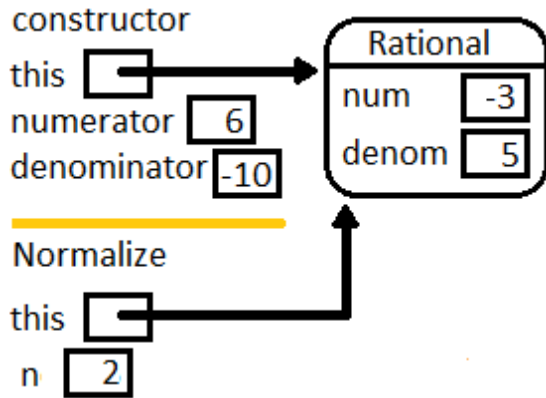 constructor
this
numerator 6
denominator -10
Rational
num -3
denom 5
Normalize
this
n 2